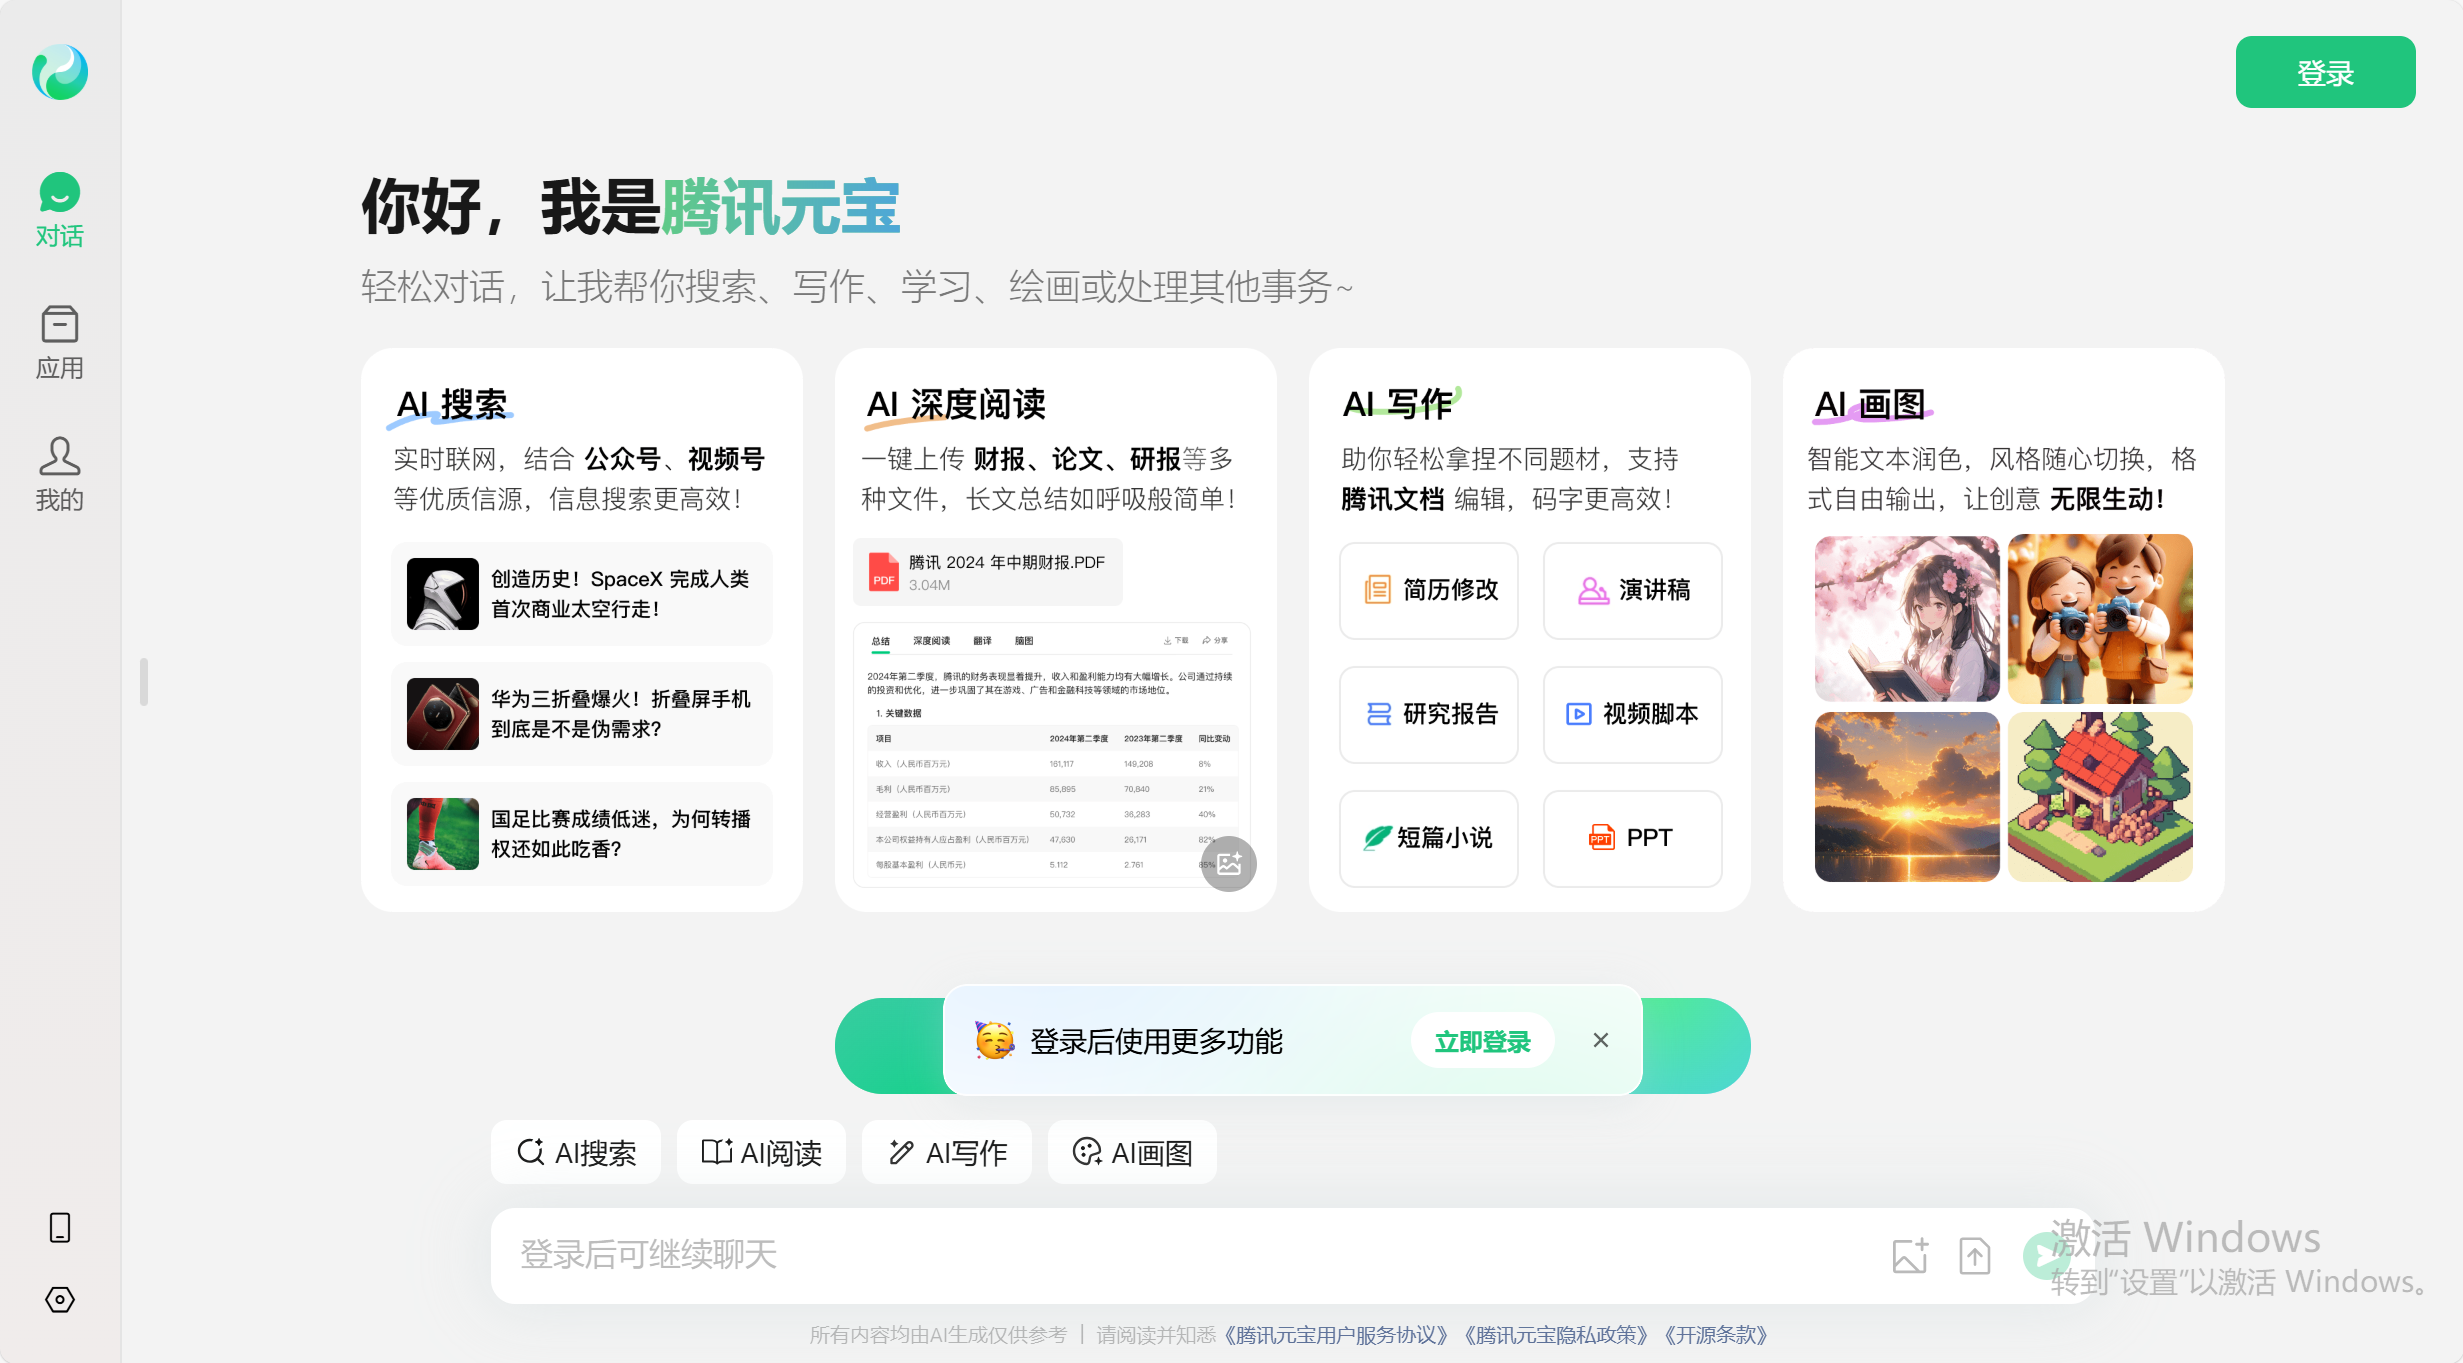 登录
对话
应用
我的
你好，我是腾讯元宝
轻松对话，让我帮你搜索、写作、学习、绘画或处理其他事务~
AI 搜索
实时联网，结合 公众号、视频号
等优质信源，信息搜索更高效！
创造历史！SpaceX 完成人类
首次商业太空行走！
华为三折叠爆火！折叠屏手机
到底是不是伪需求？
国足比赛成绩低迷，为何转播
权还如此吃香？
AI 深度阅读
一键上传 财报、论文、研报等多
种文件，长文总结如呼吸般简单！
PDF
腾讯 2024 年中期财报.PDF
3.04M
总结 深度阅读 翻译 脑图 下载 分享
2024年第二季度，腾讯的财务表现显着提升，收入和盈利能力均有大幅增长。公司通过持续
的投资和优化，进一步巩固了其在游戏、广告和金融科技等领域的市场地位。
1. 关键数据
项目 2024年第二季度 2023年第二季度 同比变动
收入（人民币百万元） 161,117 149,208 8%
毛利（人民币百万元） 85,895 70,840 21%
经营盈利（人民币百万元） 50,732 36,283 40%
本公司权益持有人应占盈利（人民币百万元） 47,630 26,171 82%
每股基本盈利（人民币元） 5.112 2.761 85%
AI 写作
助你轻松拿捏不同题材，支持
腾讯文档 编辑，码字更高效！
简历修改
演讲稿
研究报告
视频脚本
短篇小说
PPT PPT
AI 画图
智能文本润色，风格随心切换，格
式自由输出，让创意 无限生动！
登录后使用更多功能
立即登录
AI搜索
AI阅读
AI写作
AI画图
登录后可继续聊天
激活 Windows
转到“设置”以激活 Windows。
所有内容均由AI生成仅供参考 | 请阅读并知悉《腾讯元宝用户服务协议》《腾讯元宝隐私政策》《开源条款》